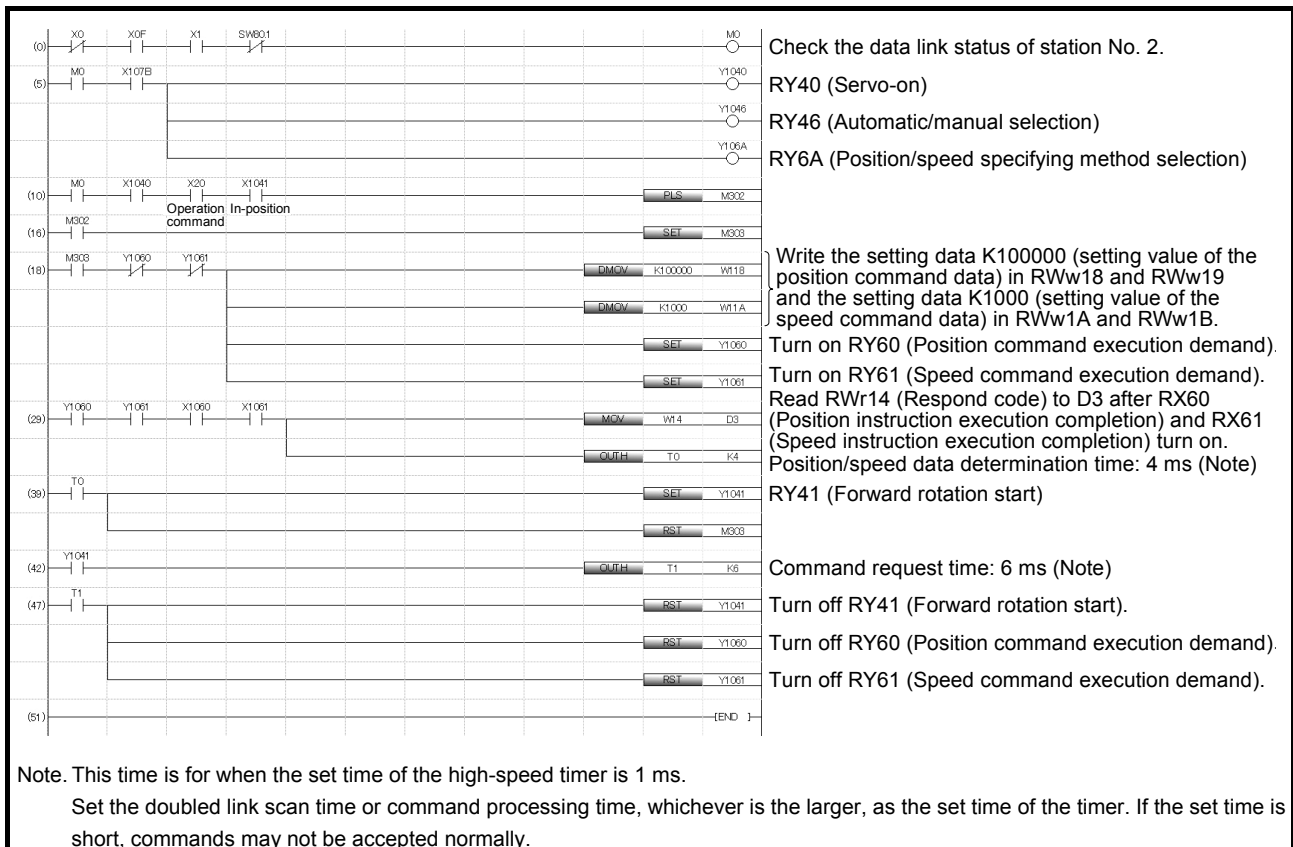 X0 X0F X1 SW80.1 M0
(0) Check the data link status of station No. 2.
M0 X107B Y1040
(5) RY40 (Servo-on)
Y1046
RY46 (Automatic/manual selection)
Y106A
RY6A (Position/speed specifying method selection)
M0 X1040 X20 X1041
(10) PLS M302
Operation In-position
command
M302
(16) SET M303
M303 Y1060 Y1061
(18) DMOV K100000 W118
Write the setting data K100000 (setting value of the
position command data) in RWw18 and RWw19
DMOV K1000 W11A
and the setting data K1000 (setting value of the
speed command data) in RWw1A and RWw1B.
SET Y1060 Turn on RY60 (Position command execution demand).
SET Y1061 Turn on RY61 (Speed command execution demand).
Y1060 Y1061 X1060 X1061
(29) MOV W14 D3
Read RWr14 (Respond code) to D3 after RX60
(Position instruction execution completion) and RX61
(Speed instruction execution completion) turn on.
OUTH T0 K4 Position/speed data determination time: 4 ms (Note)
T0
(39) SET Y1041 RY41 (Forward rotation start)
RST M303
Y1041
(42) OUTH T1 K6 Command request time: 6 ms (Note)
T1
(47) RST Y1041 Turn off RY41 (Forward rotation start).
RST Y1060 Turn off RY60 (Position command execution demand).
RST Y1061 Turn off RY61 (Speed command execution demand).
(51) [END ]
Note. This time is for when the set time of the high-speed timer is 1 ms.
Set the doubled link scan time or command processing time, whichever is the larger, as the set time of the timer. If the set time is
short, commands may not be accepted normally.